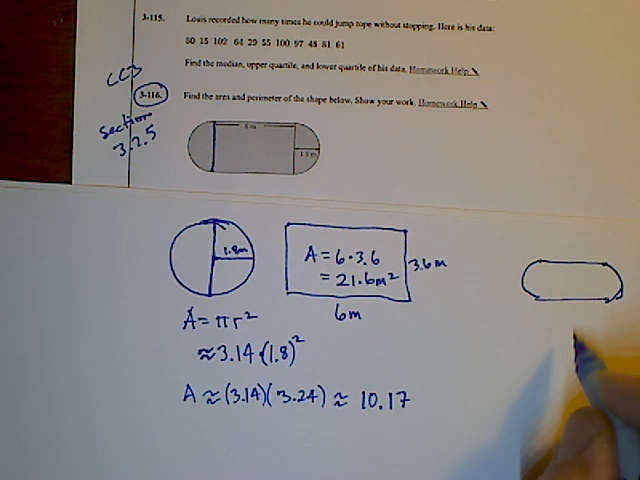 3-115. Louis recorded how many times he could jump rope without stopping. Here is his data:
50 15 102 64 29 55 100 97 48 81 61
Find the median, upper quartile, and lower quartile of his data. Homework Help
CC3
3-116. Find the area and perimeter of the shape below. Show your work. Homework Help
Section
3.2.5
6 m
1.8 m
1.8m
A = 6·3.6
= 21.6m²
3.6m
6m
A = πr²
≈ 3.14·(1.8)²
A ≈ (3.14)(3.24) ≈ 10.17